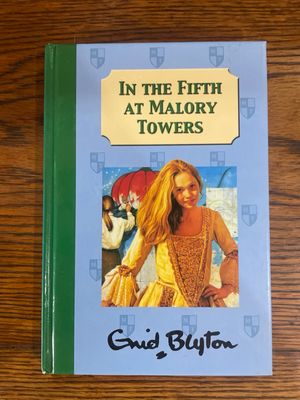 IN THE FIFTH
AT MALORY
TOWERS
Enid Blyton